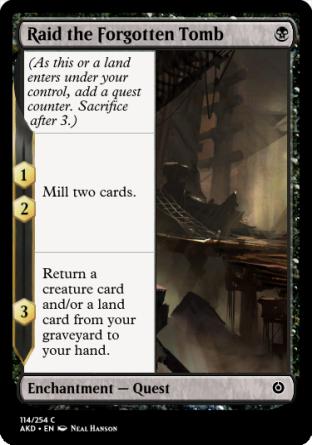 Raid the Forgotten Tomb
(As this or a land
enters under your
control, add a quest
counter. Sacrifice
after 3.)
1
2
Mill two cards.
3
Return a
creature card
and/or a land
card from your
graveyard to
your hand.
Enchantment — Quest
114/254 C
AKD • EN Neal Hanson